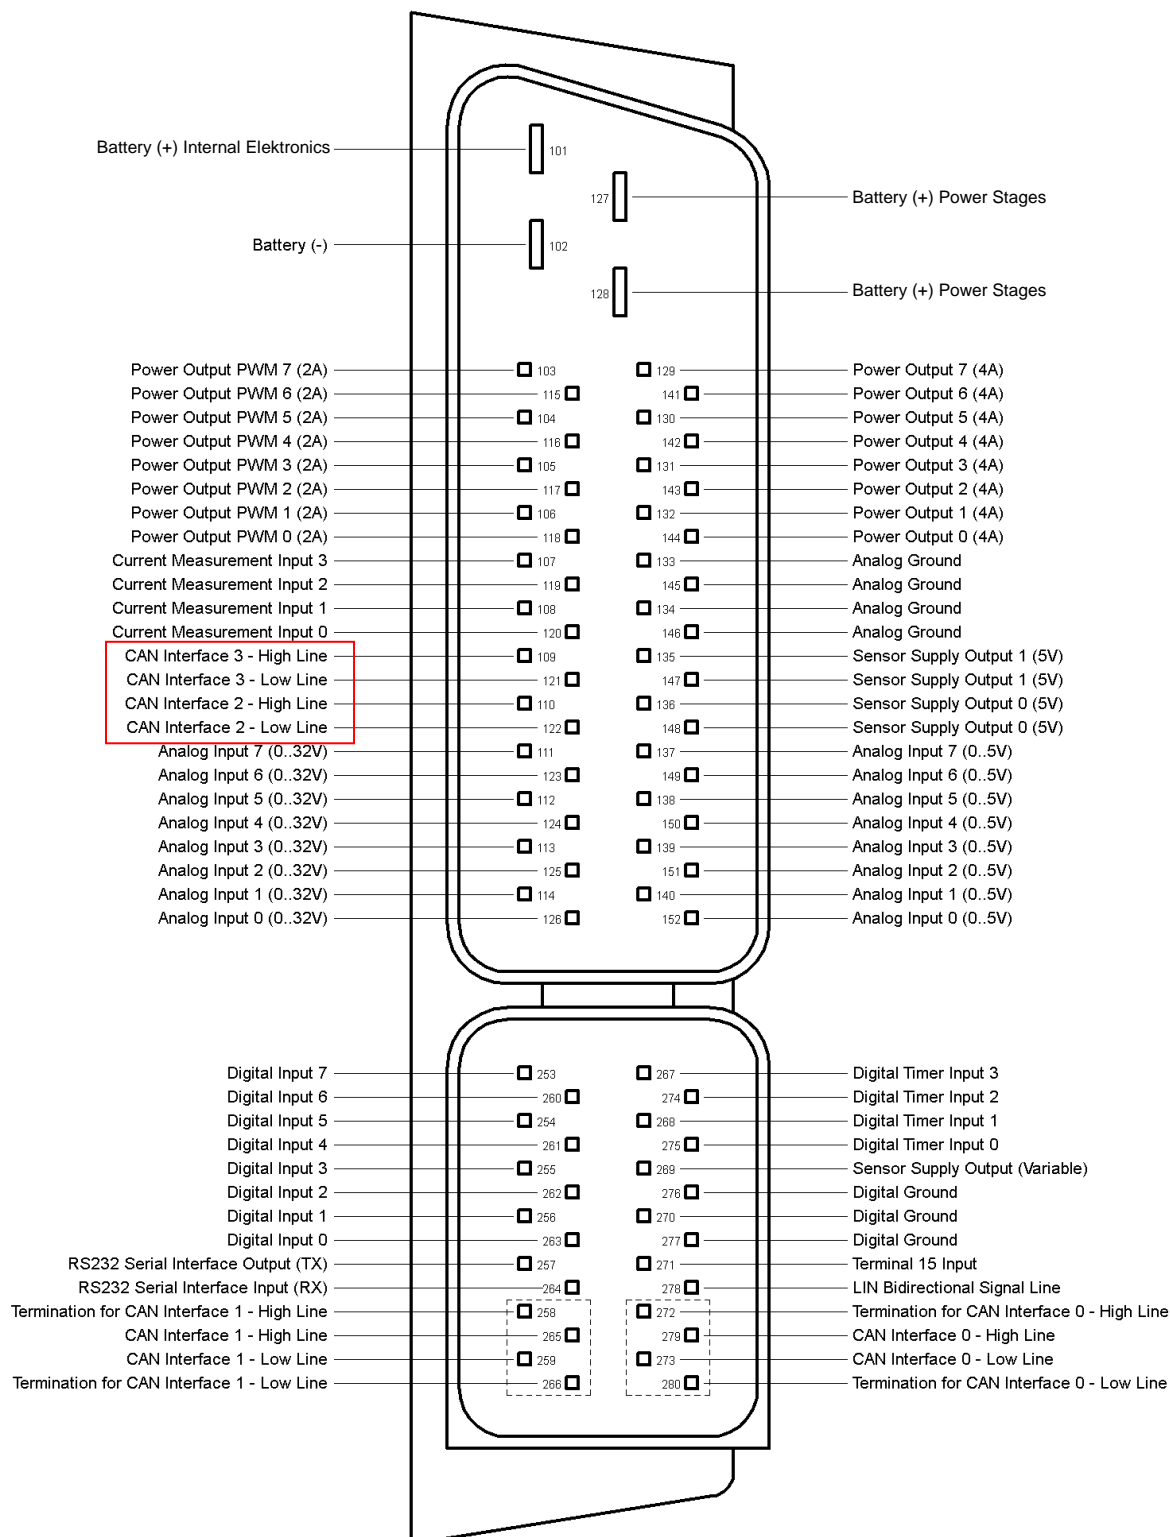 Battery (+) Internal Elektronics 101
127 Battery (+) Power Stages
Battery (-) 102
128 Battery (+) Power Stages
Power Output PWM 7 (2A) 103 129 Power Output 7 (4A)
Power Output PWM 6 (2A) 115 141 Power Output 6 (4A)
Power Output PWM 5 (2A) 104 130 Power Output 5 (4A)
Power Output PWM 4 (2A) 116 142 Power Output 4 (4A)
Power Output PWM 3 (2A) 105 131 Power Output 3 (4A)
Power Output PWM 2 (2A) 117 143 Power Output 2 (4A)
Power Output PWM 1 (2A) 106 132 Power Output 1 (4A)
Power Output PWM 0 (2A) 118 144 Power Output 0 (4A)
Current Measurement Input 3 107 133 Analog Ground
Current Measurement Input 2 119 145 Analog Ground
Current Measurement Input 1 108 134 Analog Ground
Current Measurement Input 0 120 146 Analog Ground
CAN Interface 3 - High Line 109 135 Sensor Supply Output 1 (5V)
CAN Interface 3 - Low Line 121 147 Sensor Supply Output 1 (5V)
CAN Interface 2 - High Line 110 136 Sensor Supply Output 0 (5V)
CAN Interface 2 - Low Line 122 148 Sensor Supply Output 0 (5V)
Analog Input 7 (0..32V) 111 137 Analog Input 7 (0..5V)
Analog Input 6 (0..32V) 123 149 Analog Input 6 (0..5V)
Analog Input 5 (0..32V) 112 138 Analog Input 5 (0..5V)
Analog Input 4 (0..32V) 124 150 Analog Input 4 (0..5V)
Analog Input 3 (0..32V) 113 139 Analog Input 3 (0..5V)
Analog Input 2 (0..32V) 125 151 Analog Input 2 (0..5V)
Analog Input 1 (0..32V) 114 140 Analog Input 1 (0..5V)
Analog Input 0 (0..32V) 126 152 Analog Input 0 (0..5V)
Digital Input 7 253 267 Digital Timer Input 3
Digital Input 6 260 274 Digital Timer Input 2
Digital Input 5 254 268 Digital Timer Input 1
Digital Input 4 261 275 Digital Timer Input 0
Digital Input 3 255 269 Sensor Supply Output (Variable)
Digital Input 2 262 276 Digital Ground
Digital Input 1 256 270 Digital Ground
Digital Input 0 263 277 Digital Ground
RS232 Serial Interface Output (TX) 257 271 Terminal 15 Input
RS232 Serial Interface Input (RX) 264 278 LIN Bidirectional Signal Line
Termination for CAN Interface 1 - High Line 258 272 Termination for CAN Interface 0 - High Line
CAN Interface 1 - High Line 265 279 CAN Interface 0 - High Line
CAN Interface 1 - Low Line 259 273 CAN Interface 0 - Low Line
Termination for CAN Interface 1 - Low Line 266 280 Termination for CAN Interface 0 - Low Line